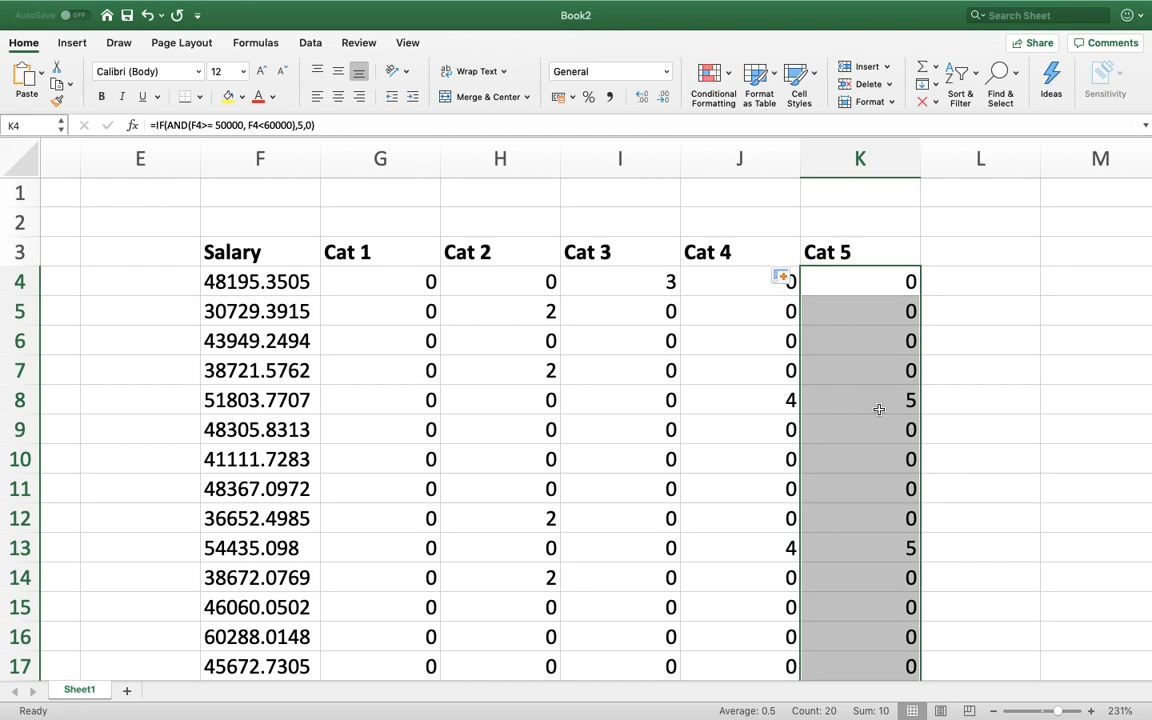 AutoSave OFF Book2 Search Sheet
Home Insert Draw Page Layout Formulas Data Review View Share Comments
Paste Calibri (Body) 12 A A Wrap Text General Conditional Formatting Format as Table Cell Styles Insert Sort & Filter Find & Select Ideas Sensitivity
B I U A Merge & Center % Delete
Format
K4 fx =IF(AND(F4>= 50000, F4<60000),5,0)
E F G H I J K L M
1
2
3 Salary Cat 1 Cat 2 Cat 3 Cat 4 Cat 5
4 48195.3505 0 0 3 0 0
5 30729.3915 0 2 0 0 0
6 43949.2494 0 0 0 0 0
7 38721.5762 0 2 0 0 0
8 51803.7707 0 0 0 4 5
9 48305.8313 0 0 0 0 0
10 41111.7283 0 0 0 0 0
11 48367.0972 0 0 0 0 0
12 36652.4985 0 2 0 0 0
13 54435.098 0 0 0 4 5
14 38672.0769 0 2 0 0 0
15 46060.0502 0 0 0 0 0
16 60288.0148 0 0 0 0 0
17 45672.7305 0 0 0 0 0
Sheet1
Ready Average: 0.5 Count: 20 Sum: 10 231%